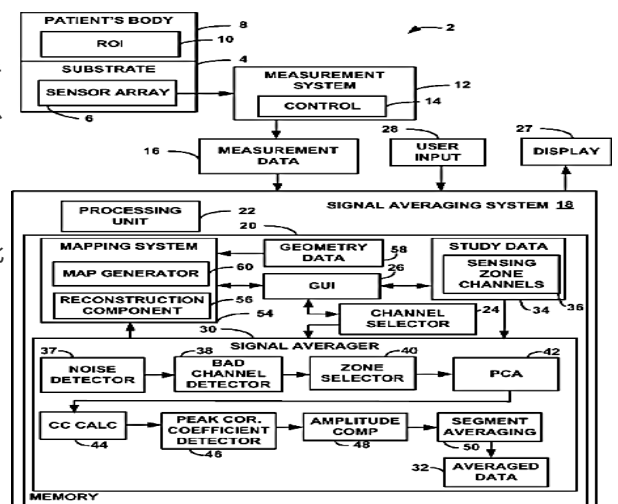 PATIENT'S BODY
8
ROI
10
2
SUBSTRATE
4
SENSOR ARRAY
6
MEASUREMENT SYSTEM
12
CONTROL
14
16
MEASUREMENT DATA
28
USER INPUT
27
DISPLAY
SIGNAL AVERAGING SYSTEM 18
PROCESSING UNIT
22
20
MAPPING SYSTEM
MAP GENERATOR
60
RECONSTRUCTION COMPONENT
56
54
GEOMETRY DATA
58
GUI
26
STUDY DATA
SENSING ZONE CHANNELS
34
36
CHANNEL SELECTOR
24
30
SIGNAL AVERAGER
37
NOISE DETECTOR
38
BAD CHANNEL DETECTOR
40
ZONE SELECTOR
42
PCA
CC CALC
44
PEAK COR. COEFFICIENT DETECTOR
46
AMPLITUDE COMP
48
SEGMENT AVERAGING
50
32
AVERAGED DATA
MEMORY